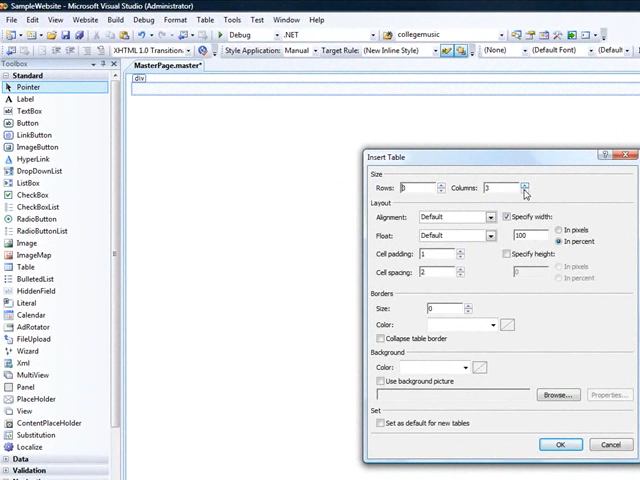 SampleWebsite - Microsoft Visual Studio (Administrator)
File Edit View Website Build Debug Format Table Tools Test Window Help
Debug .NET collegemusic
XHTML 1.0 Transition. Style Application: Manual Target Rule: (New Inline Style) (None) (Default Font) (Default
Toolbox
MasterPage.master*
Standard
div
Pointer
Label
TextBox
Button
LinkButton
ImageButton
HyperLink
DropDownList
ListBox
CheckBox
CheckBoxList
RadioButton
RadioButtonList
Image
ImageMap
Table
BulletedList
HiddenField
Literal
Calendar
AdRotator
FileUpload
Wizard
Xml
MultiView
Panel
PlaceHolder
View
ContentPlaceHolder
Substitution
Localize
Data
Validation
Insert Table
Size
Rows: Columns: 3
Layout
Alignment: Default Specify width:
In pixels
Float: Default 100
In percent
Cell padding: 1 Specify height:
In pixels
Cell spacing: 2 0
In percent
Borders
Size: 0
Color:
Collapse table border
Background
Color:
Use background picture
Browse... Properties...
Set
Set as default for new tables
OK Cancel